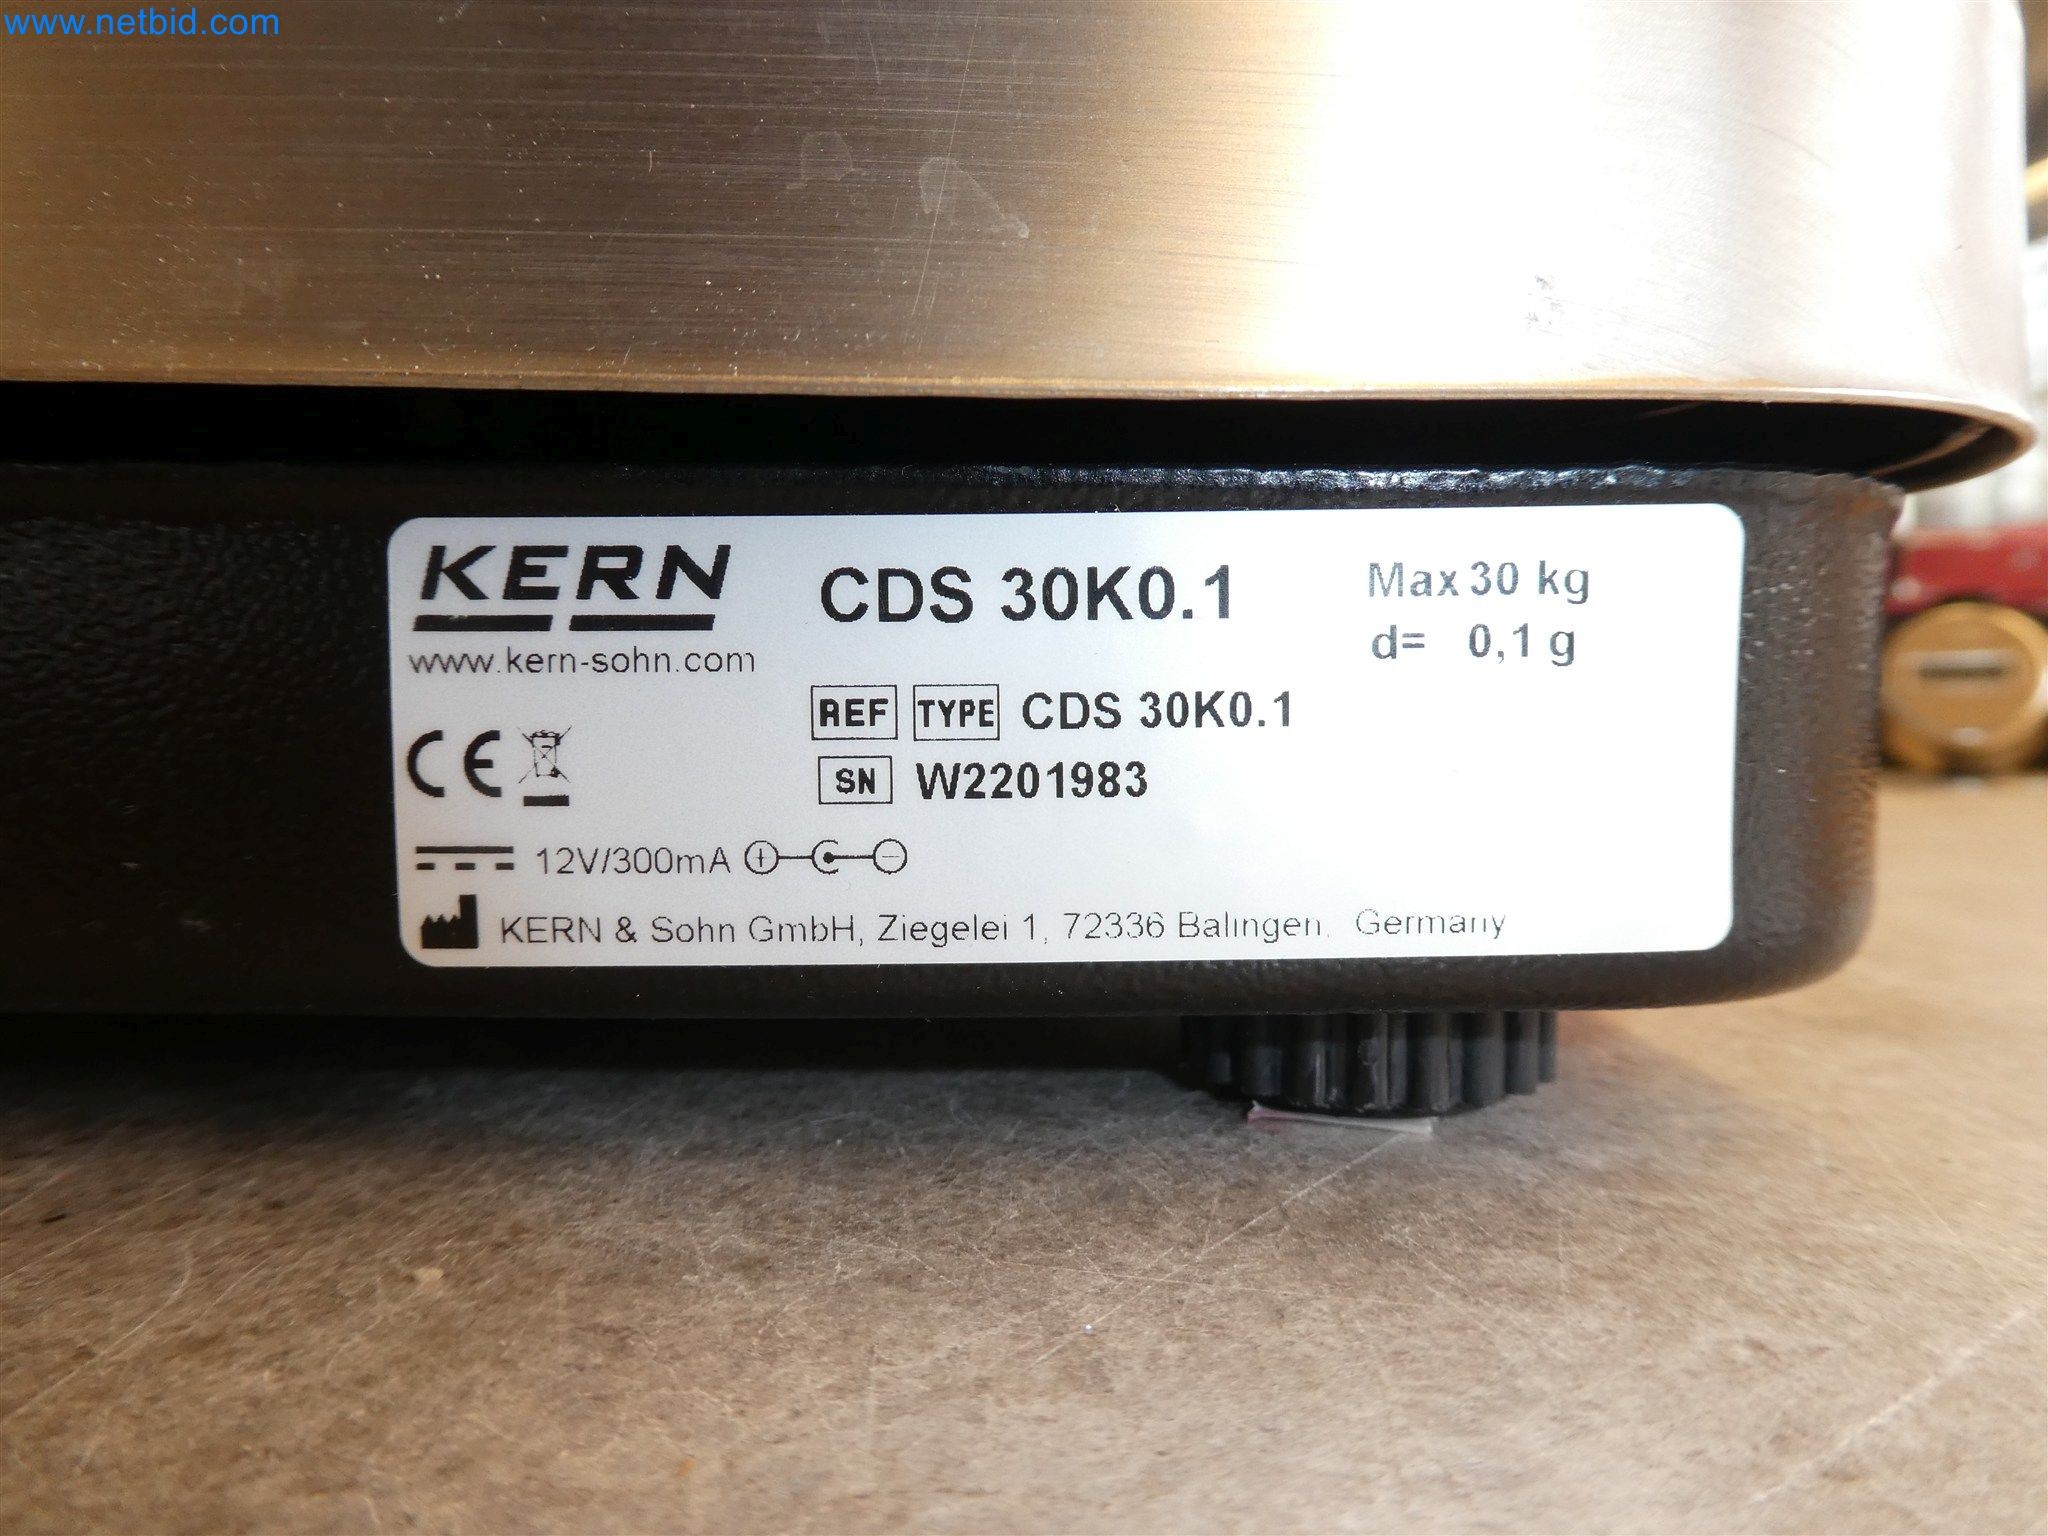 www.netbid.com
KERN
www.kern-sohn.com
CDS 30K0.1
Max 30 kg
d= 0,1 g
REF TYPE CDS 30K0.1
SN W2201983
CE
12V/300mA
KERN & Sohn GmbH, Ziegelei 1, 72336 Balingen, Germany